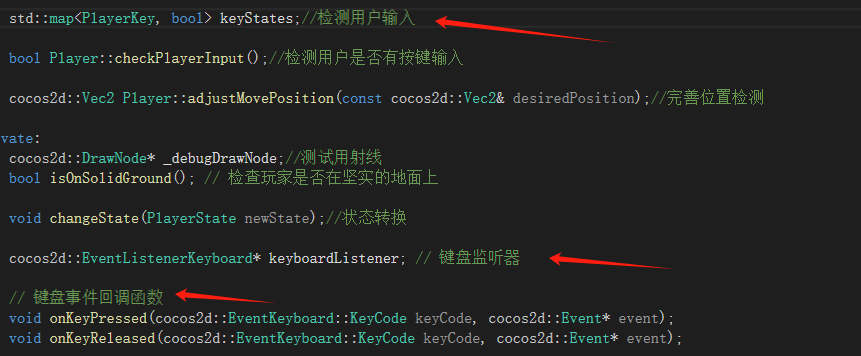 std::map<PlayerKey, bool> keyStates;//检测用户输入
bool Player::checkPlayerInput();//检测用户是否有按键输入
cocos2d::Vec2 Player::adjustMovePosition(const cocos2d::Vec2& desiredPosition);//完善位置检测
vate:
cocos2d::DrawNode* _debugDrawNode;//测试用射线
bool isOnSolidGround(); // 检查玩家是否在坚实的地面上
void changeState(PlayerState newState);//状态转换
cocos2d::EventListenerKeyboard* keyboardListener; // 键盘监听器
// 键盘事件回调函数
void onKeyPressed(cocos2d::EventKeyboard::KeyCode keyCode, cocos2d::Event* event);
void onKeyReleased(cocos2d::EventKeyboard::KeyCode keyCode, cocos2d::Event* event);